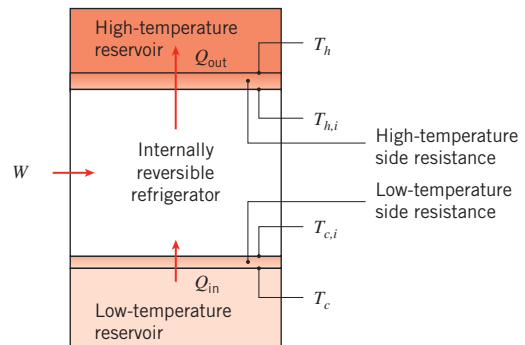 High-temperature
reservoir
Q_out
T_h
T_h,i
High-temperature
side resistance
W
Internally
reversible
refrigerator
Low-temperature
side resistance
T_c,i
Q_in
T_c
Low-temperature
reservoir